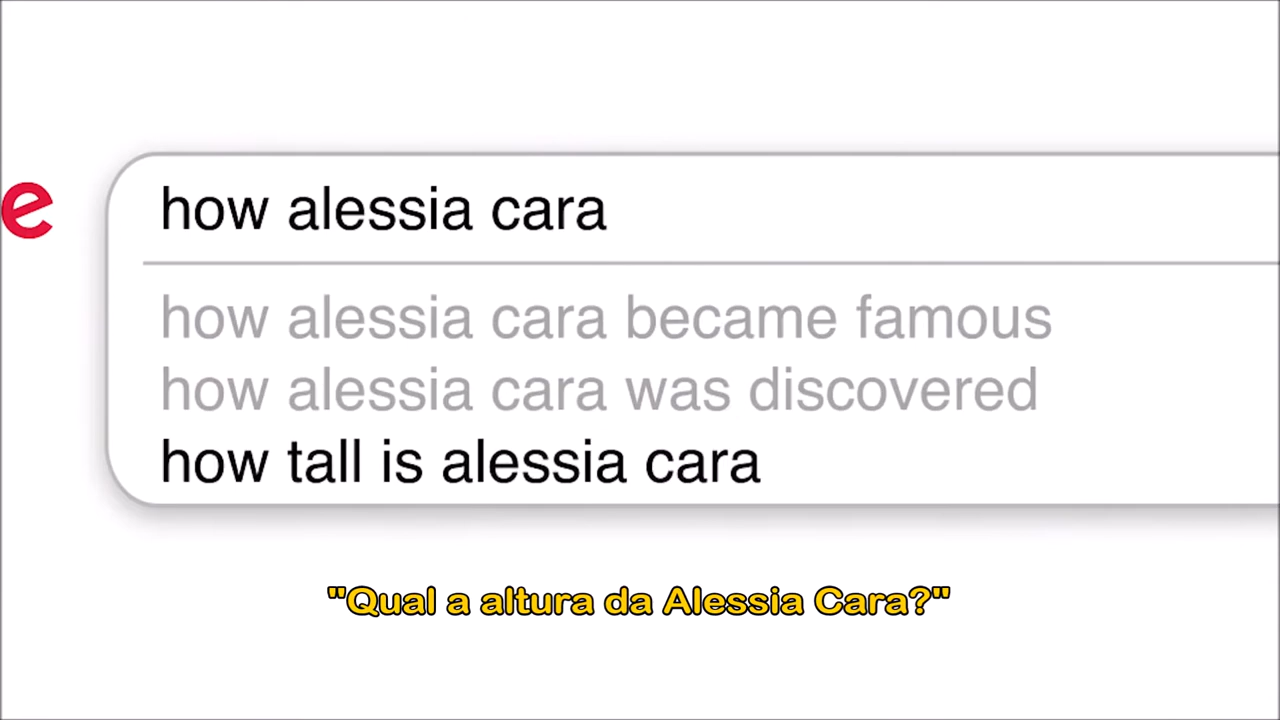 e
how alessia cara
how alessia cara became famous
how alessia cara was discovered
how tall is alessia cara
"Qual a altura da Alessia Cara?"